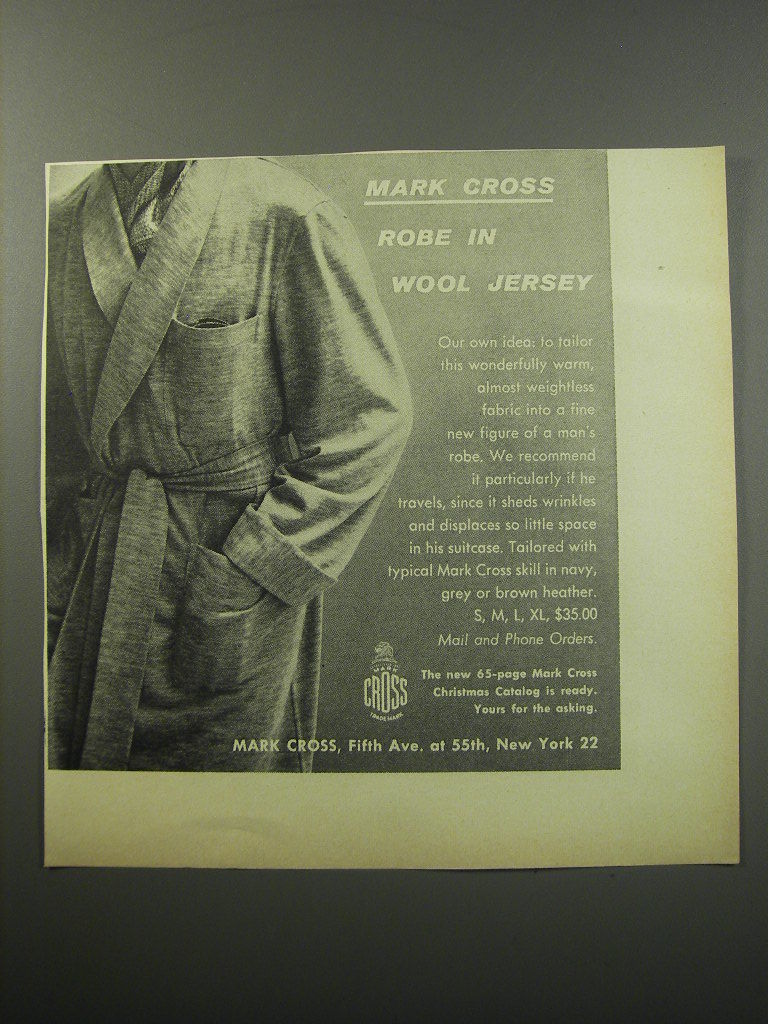 MARK CROSS
ROBE IN
WOOL JERSEY
Our own idea: to tailor
this wonderfully warm,
almost weightless
fabric into a fine
new figure of a man's
robe. We recommend
it particularly if he
travels, since it sheds wrinkles
and displaces so little space
in his suitcase. Tailored with
typical Mark Cross skill in navy,
grey or brown heather.
S, M, L, XL, $35.00
Mail and Phone Orders.
MARK
CROSS
TRADE MARK
The new 65-page Mark Cross
Christmas Catalog is ready.
Yours for the asking.
MARK CROSS, Fifth Ave. at 55th, New York 22